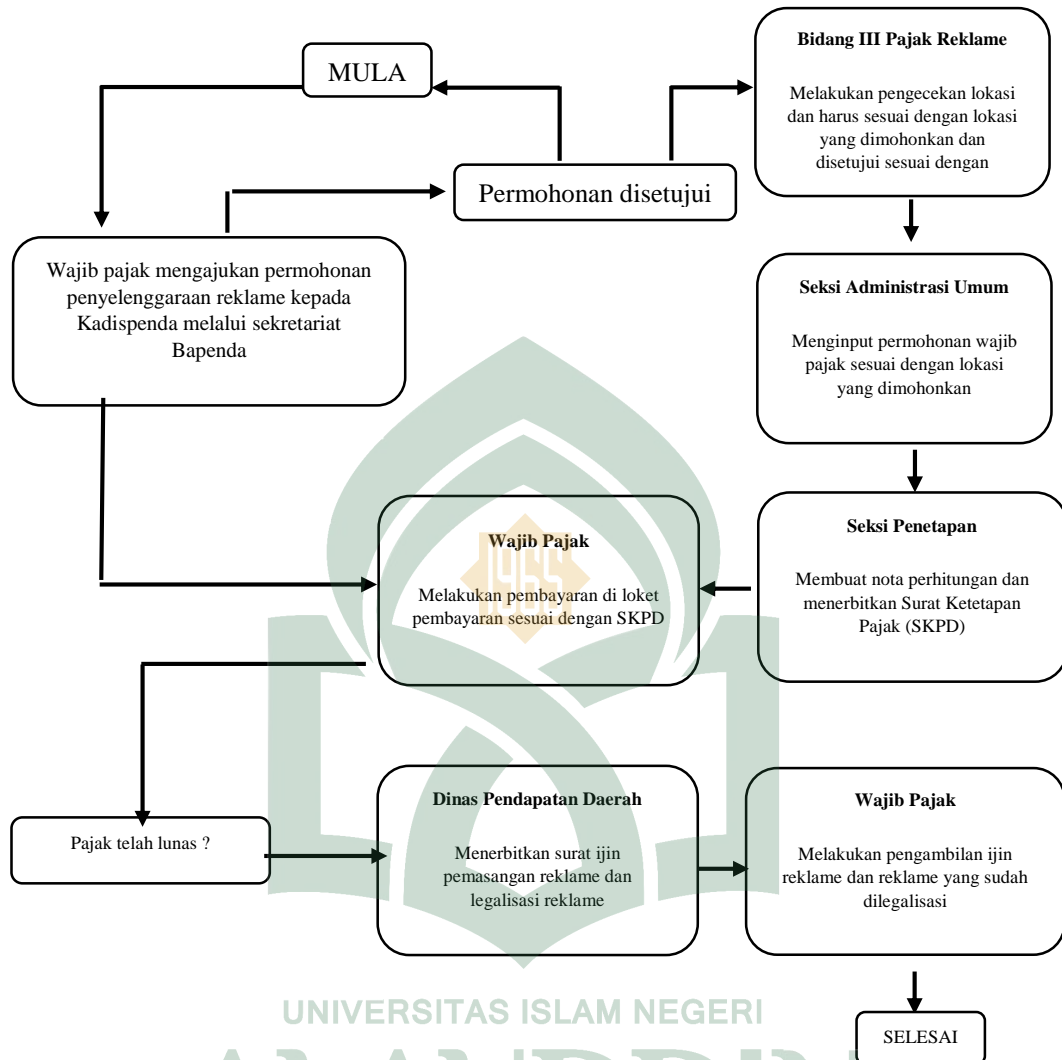 MULA
Bidang III Pajak Reklame
Melakukan pengecekan lokasi
dan harus sesuai dengan lokasi
yang dimohonkan dan
disetujui sesuai dengan
Permohonan disetujui
Wajib pajak mengajukan permohonan
penyelenggaraan reklame kepada
Kadispenda melalui sekretariat
Bapenda
Seksi Administrasi Umum
Menginput permohonan wajib
pajak sesuai dengan lokasi
yang dimohonkan
Seksi Penetapan
Membuat nota perhitungan dan
menerbitkan Surat Ketetapan
Pajak (SKPD)
Wajib Pajak
Melakukan pembayaran di loket
pembayaran sesuai dengan SKPD
1965
Pajak telah lunas ?
Dinas Pendapatan Daerah
Menerbitkan surat ijin
pemasangan reklame dan
legalisasi reklame
Wajib Pajak
Melakukan pengambilan ijin
reklame dan reklame yang sudah
dilegalisasi
UNIVERSITAS ISLAM NEGERI
SELESAI